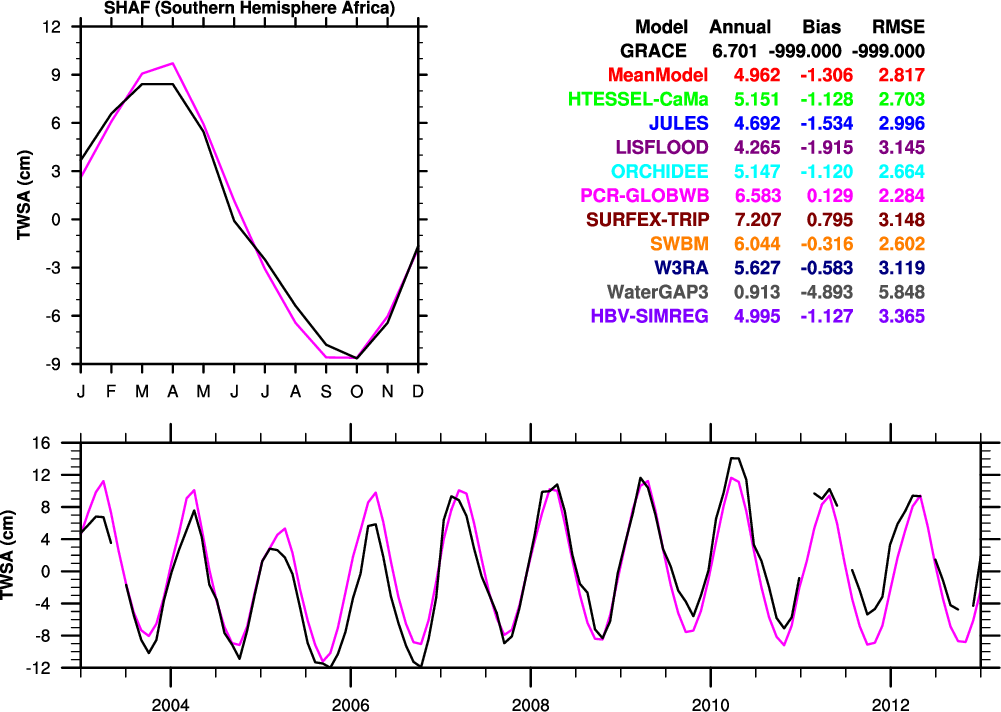 SHAF (Southern Hemisphere Africa)
12
9
6
3
0
-3
-6
-9
TWSA (cm)
J F M A M J J A S O N D
Model Annual Bias RMSE
GRACE 6.701 -999.000 -999.000
MeanModel 4.962 -1.306 2.817
HTESSEL-CaMa 5.151 -1.128 2.703
JULES 4.692 -1.534 2.996
LISFLOOD 4.265 -1.915 3.145
ORCHIDEE 5.147 -1.120 2.664
PCR-GLOBWB 6.583 0.129 2.284
SURFEX-TRIP 7.207 0.795 3.148
SWBM 6.044 -0.316 2.602
W3RA 5.627 -0.583 3.119
WaterGAP3 0.913 -4.893 5.848
HBV-SIMREG 4.995 -1.127 3.365
16
12
8
4
0
-4
-8
-12
TWSA (cm)
2004 2006 2008 2010 2012